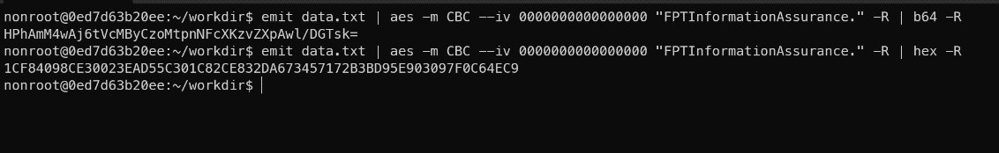 nonroot@0ed7d63b20ee:~/workdir$ emit data.txt | aes -m CBC --iv 0000000000000000 "FPTInformationAssurance." -R | b64 -R
HPhAmM4wAj6tVcMByCzoMtpnNFcXKzvZXpAwl/DGTsk=
nonroot@0ed7d63b20ee:~/workdir$ emit data.txt | aes -m CBC --iv 0000000000000000 "FPTInformationAssurance." -R | hex -R
1CF84098CE30023EAD55C301C82CE832DA673457172B3BD95E903097F0C64EC9
nonroot@0ed7d63b20ee:~/workdir$